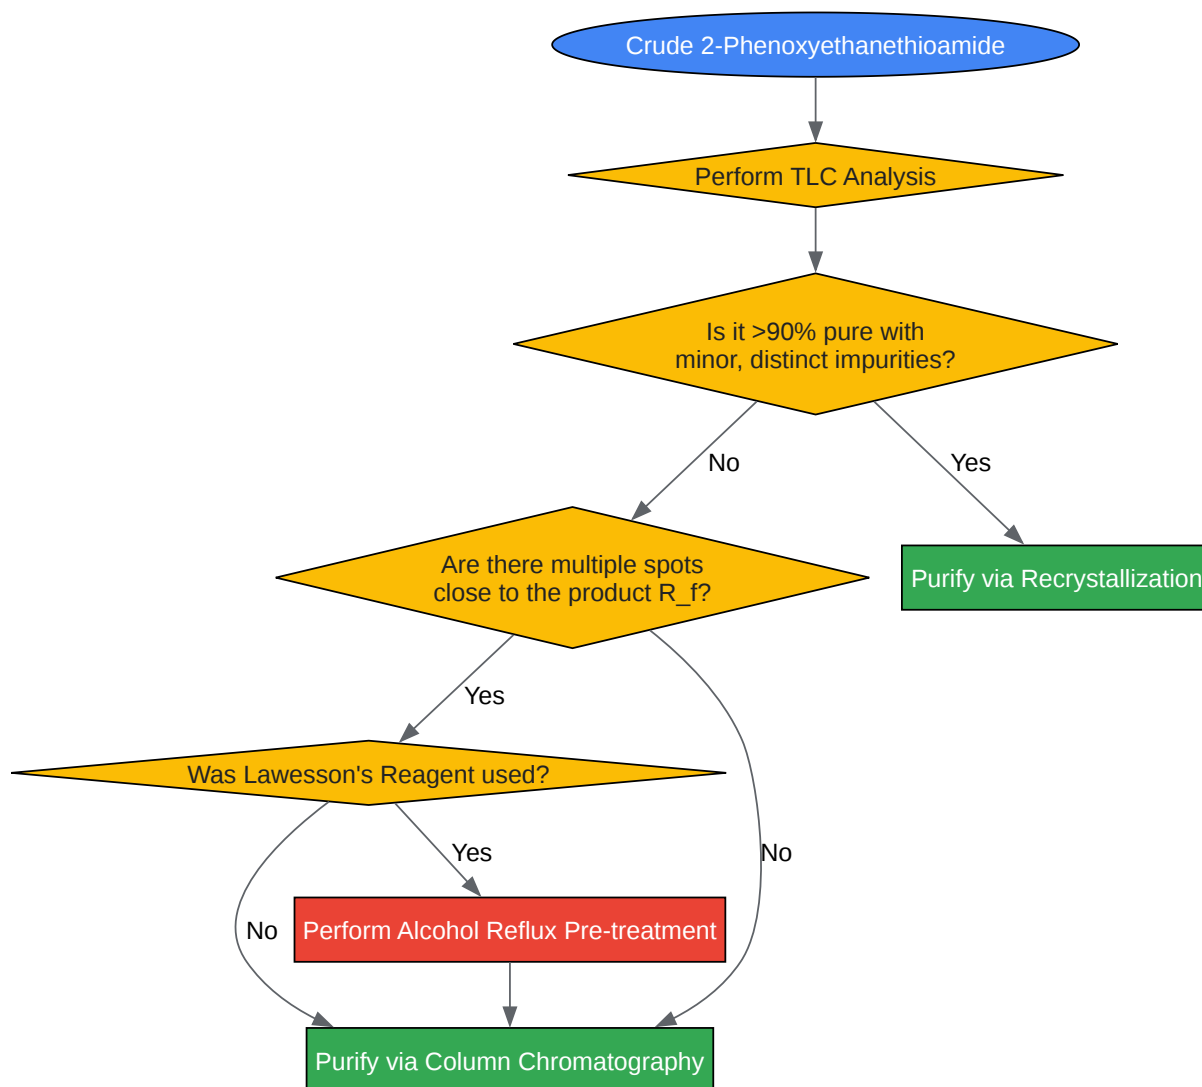 Crude 2-Phenoxyethanethioamide
Perform TLC Analysis
Is it >90% pure with
minor, distinct impurities?
No
Yes
Are there multiple spots
close to the product R_f?
Purify via Recrystallization
Yes
Was Lawesson's Reagent used?
Yes
No
No
Perform Alcohol Reflux Pre-treatment
Purify via Column Chromatography